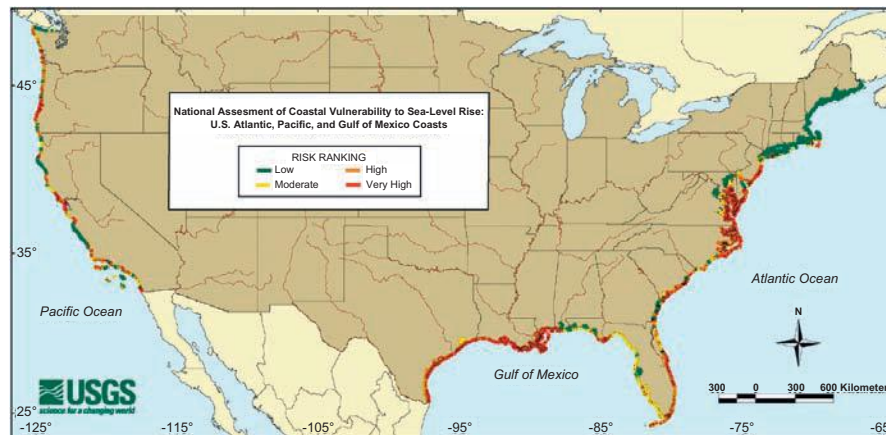 National Assesment of Coastal Vulnerability to Sea-Level Rise:
U.S. Atlantic, Pacific, and Gulf of Mexico Coasts
RISK RANKING
Low
High
Moderate
Very High
45°
35°
25°
Pacific Ocean
Atlantic Ocean
Gulf of Mexico
N
USGS
science for a changing world
300 0 300 600 Kilometer
-125 -115 -105 -95 -85 -75 -65